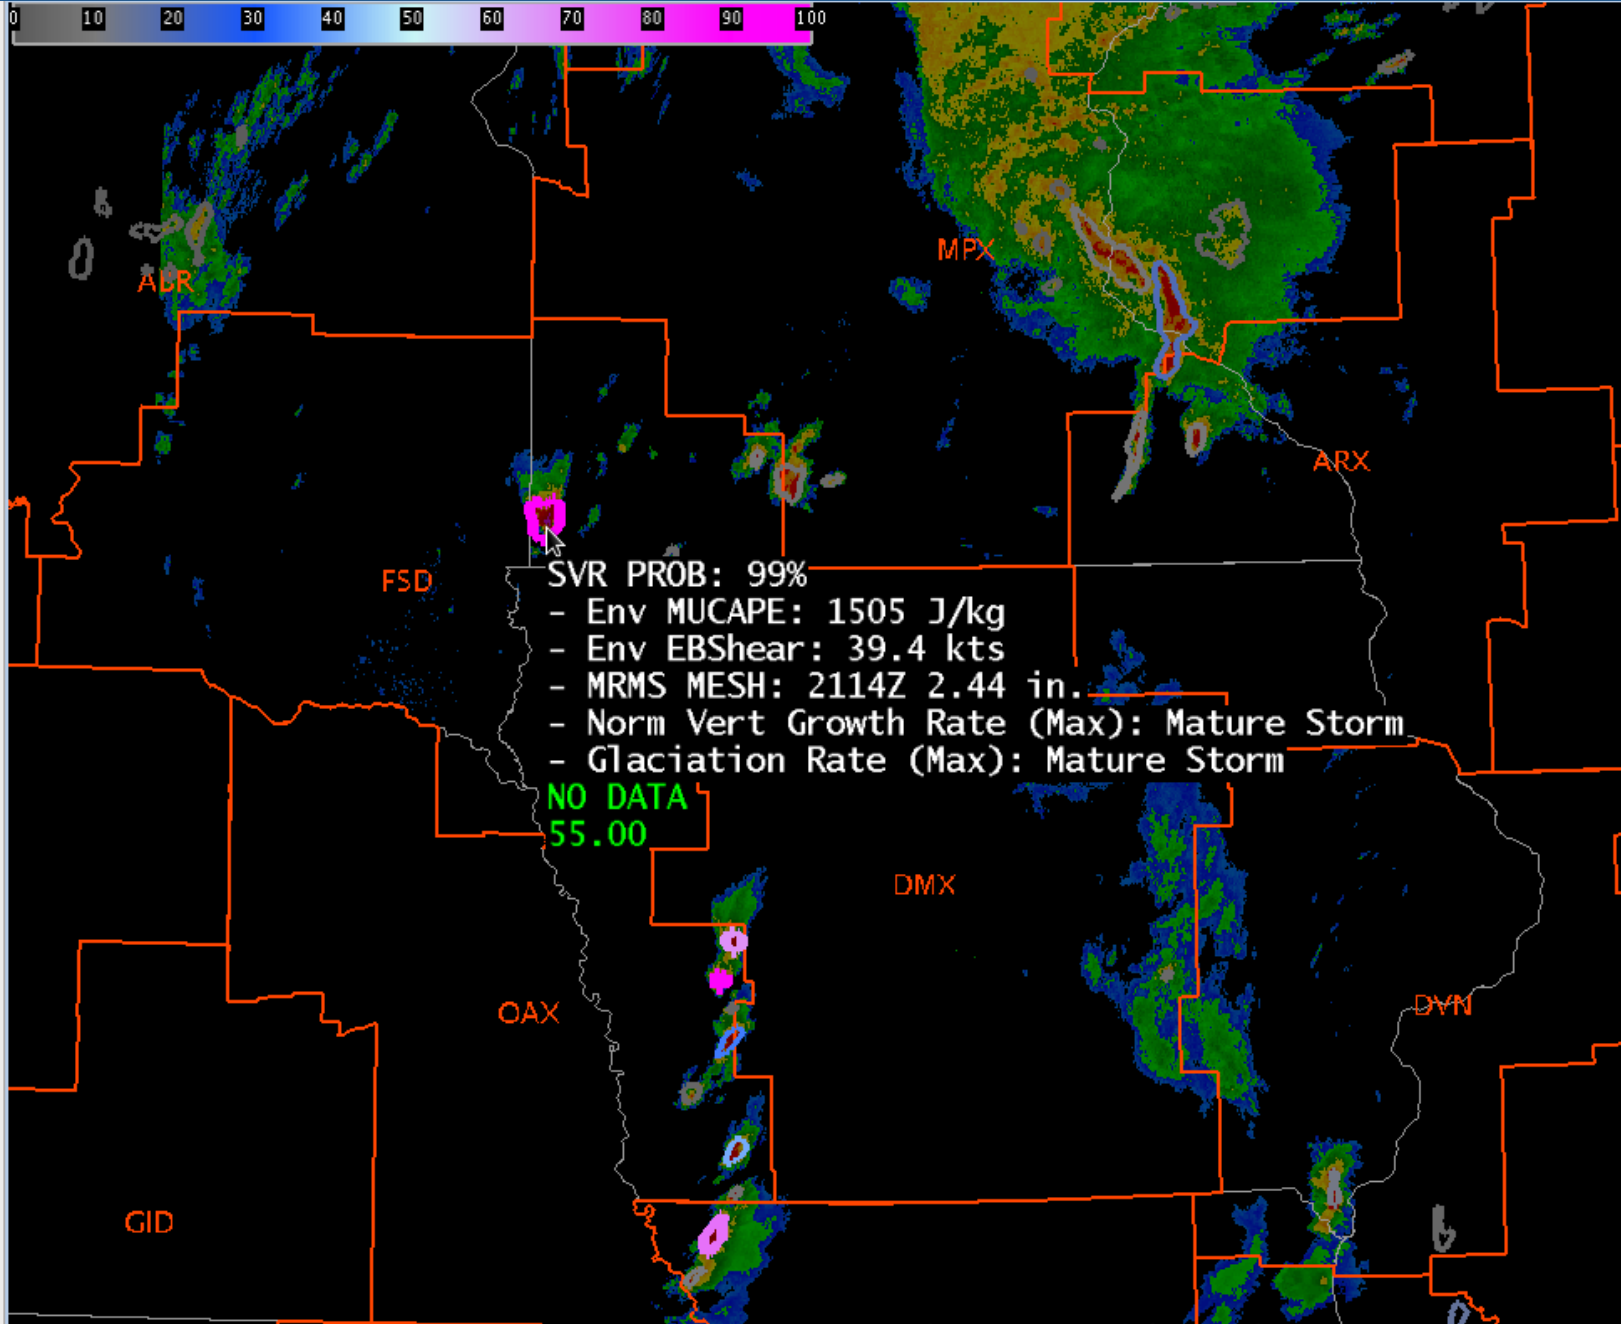 0 10 20 30 40 50 60 70 80 90 100
MPX
ABR
ARX
FSD
SVR PROB: 99%
- Env MUCAPE: 1505 J/kg
- Env EBShear: 39.4 kts
- MRMS MESH: 2114Z 2.44 in.
- Norm Vert Growth Rate (Max): Mature Storm
- Glaciation Rate (Max): Mature Storm
NO DATA
55.00
DMX
OAX
DVN
GID